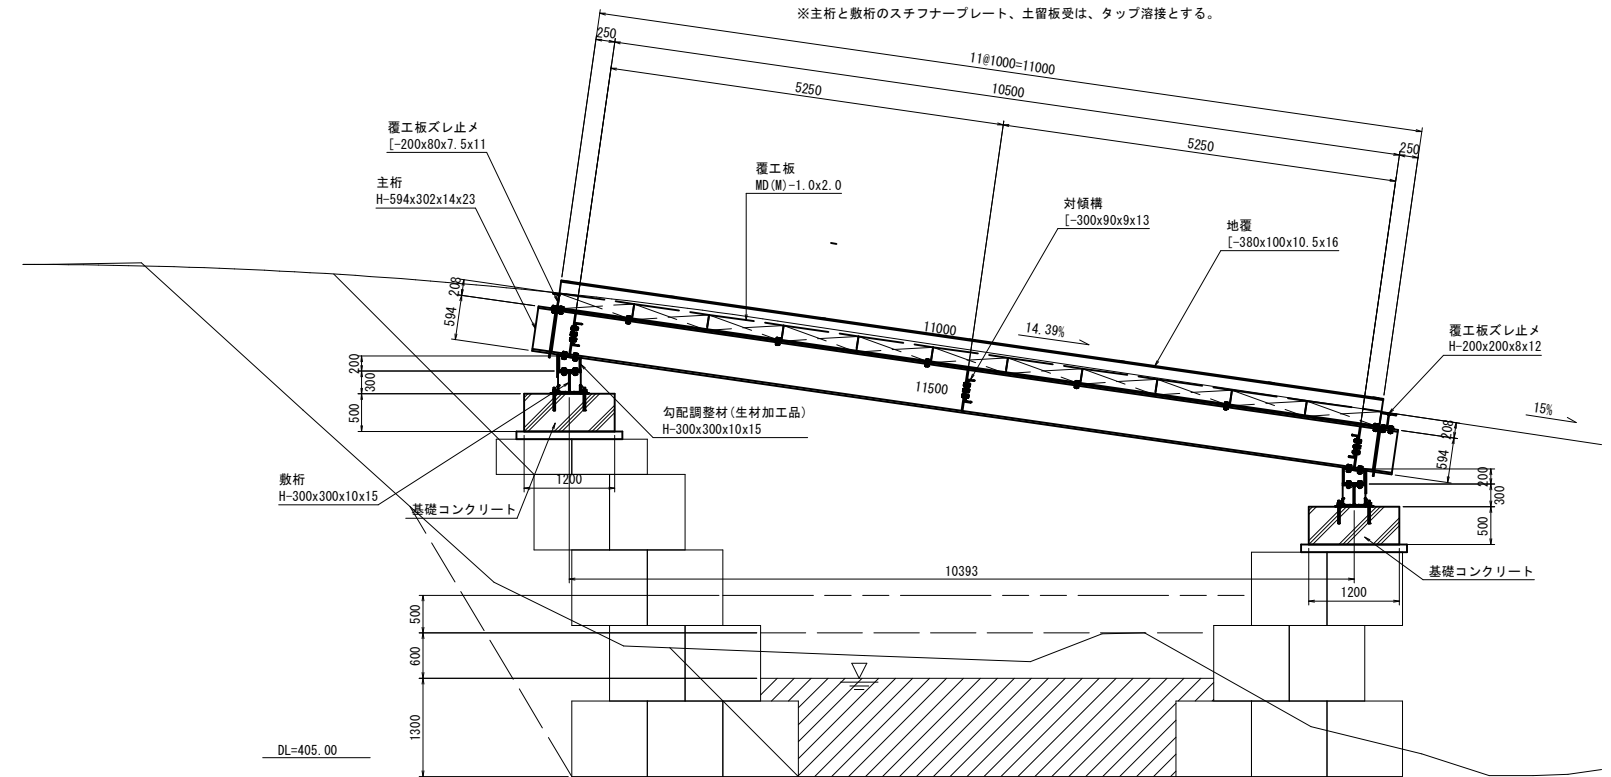 ※主桁と敷桁のスチフナープレート、土留板受は、タップ溶接とする。
250
11@1000=11000
10500
5250
5250
250
覆工板ズレ止メ
[-200x80x7.5x11
主桁
H-594x302x14x23
覆工板
MD(M)-1.0x2.0
対傾構
[-300x90x9x13
地覆
[-380x100x10.5x16
208
594
200
300
500
11000
14.39%
11500
覆工板ズレ止メ
H-200x200x8x12
15%
208
594
200
300
500
勾配調整材(生材加工品)
H-300x300x10x15
敷桁
H-300x300x10x15
基礎コンクリート
1200
10393
基礎コンクリート
1200
500
600
1300
DL=405.00